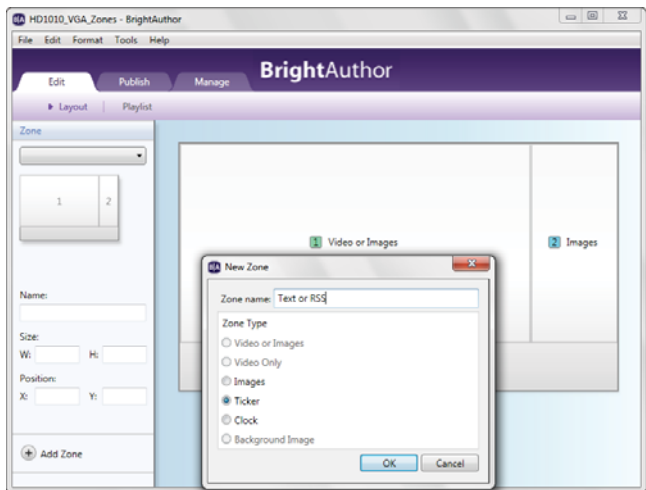 HD1010_VGA_Zones - BrightAuthor
File Edit Format Tools Help
BrightAuthor
Edit Publish Manage
Layout Playlist
Zone
1 2
1 Video or Images
2 Images
Name:
Size:
W: H:
Position:
X: Y:
Add Zone
New Zone
Zone name: Text or RSS
Zone Type
Video or Images
Video Only
Images
Ticker
Clock
Background Image
OK Cancel